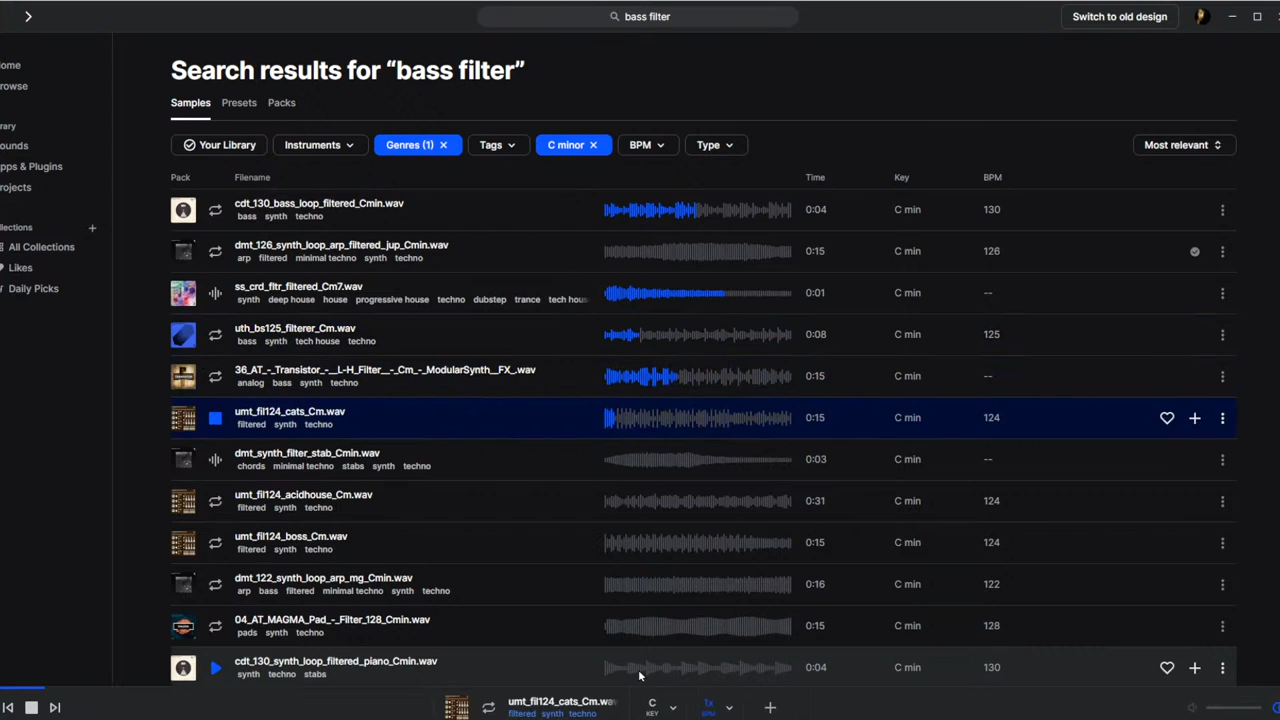 bass filter
Switch to old design
Search results for “bass filter”
Samples Presets Packs
Your Library Instruments Genres (1) Tags C minor BPM Type Most relevant
Pack Filename Time Key BPM
cdt_130_bass_loop_filtered_Cmin.wav 0:04 C min 130
bass synth techno
dmt_126_synth_loop_arp_filtered_jup_Cmin.wav 0:15 C min 126
arp filtered minimal techno synth techno
ss_crd_fltr_filtered_Cm7.wav 0:01 C min --
synth deep house house progressive house techno dubstep trance tech hous
uth_bs125_filterer_Cm.wav 0:08 C min 125
bass synth tech house techno
36_AT_-_Transistor_-__L-H_Filter__-_Cm_-_ModularSynth__FX_.wav 0:15 C min --
analog bass synth techno
umt_fil124_cats_Cm.wav 0:15 C min 124
filtered synth techno
dmt_synth_filter_stab_Cmin.wav 0:03 C min --
chords minimal techno stabs synth techno
umt_fil124_acidhouse_Cm.wav 0:31 C min 124
filtered synth techno
umt_fil124_boss_Cm.wav 0:15 C min 124
filtered synth techno
dmt_122_synth_loop_arp_mg_Cmin.wav 0:16 C min 122
arp bass filtered minimal techno synth techno
04_AT_MAGMA_Pad_-_Filter_128_Cmin.wav 0:15 C min 128
pads synth techno
cdt_130_synth_loop_filtered_piano_Cmin.wav 0:04 C min 130
synth techno stabs
ome
rowse
rary
ounds
pps & Plugins
rojects
llections
All Collections
Likes
Daily Picks
umt_fil124_cats_Cm.wa C 1x
filtered synth techno KEY BPM